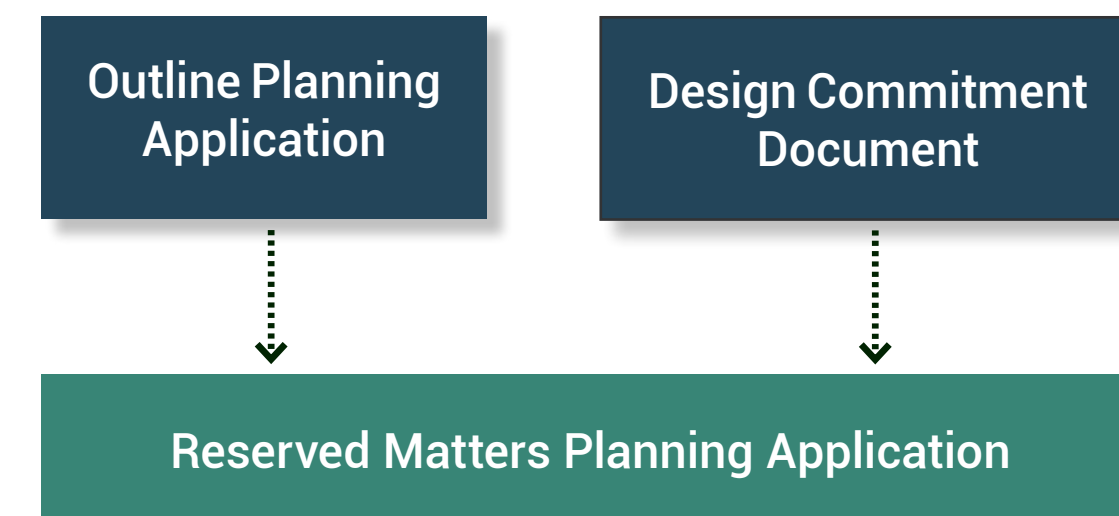 Outline Planning
Application
Design Commitment
Document
Reserved Matters Planning Application